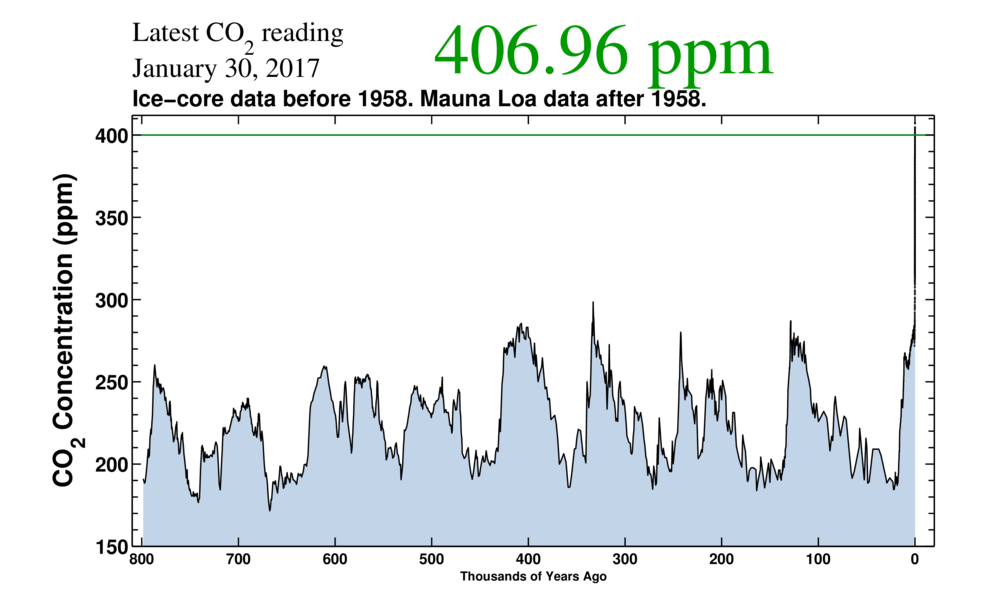 Latest CO2 reading
January 30, 2017
406.96 ppm
Ice−core data before 1958. Mauna Loa data after 1958.
CO2 Concentration (ppm)
400
350
300
250
200
150
800 700 600 500 400 300 200 100 0
Thousands of Years Ago